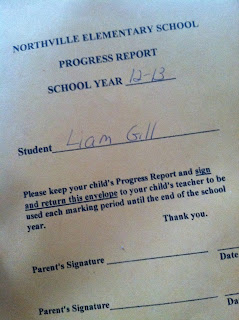 NORTHVILLE ELEMENTARY SCHOOL
PROGRESS REPORT
SCHOOL YEAR 12-13
Student Liam Gill
Please keep your child's Progress Report and sign
and return this envelope to your child's teacher to be
used each marking period until the end of the school
year.
Thank you.
Parent's Signature Date
Parent's Signature Date